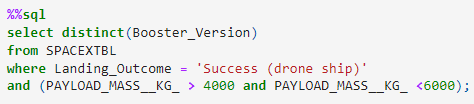 %%sql
select distinct(Booster_Version)
from SPACEXTBL
where Landing_Outcome = 'Success (drone ship)'
and (PAYLOAD_MASS__KG_ > 4000 and PAYLOAD_MASS__KG_ <6000);